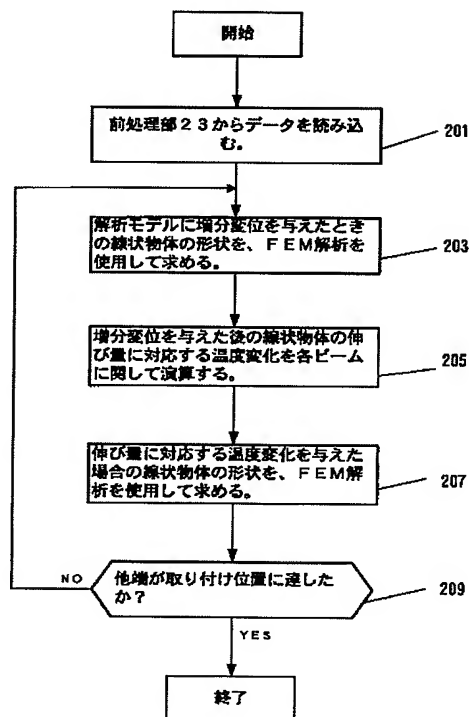 開始
前処理部23からデータを読み込
む。
201
解析モデルに増分変位を与えたとき
の線状物体の形状を、FEM解析を
使用して求める。
203
増分変位を与えた後の線状物体の伸
び量に対応する温度変化を各ビーム
に関して演算する。
205
伸び量に対応する温度変化を与えた
場合の線状物体の形状を、FEM解
析を使用して求める。
207
NO
他端が取り付け位置に達した
か?
209
YES
終了